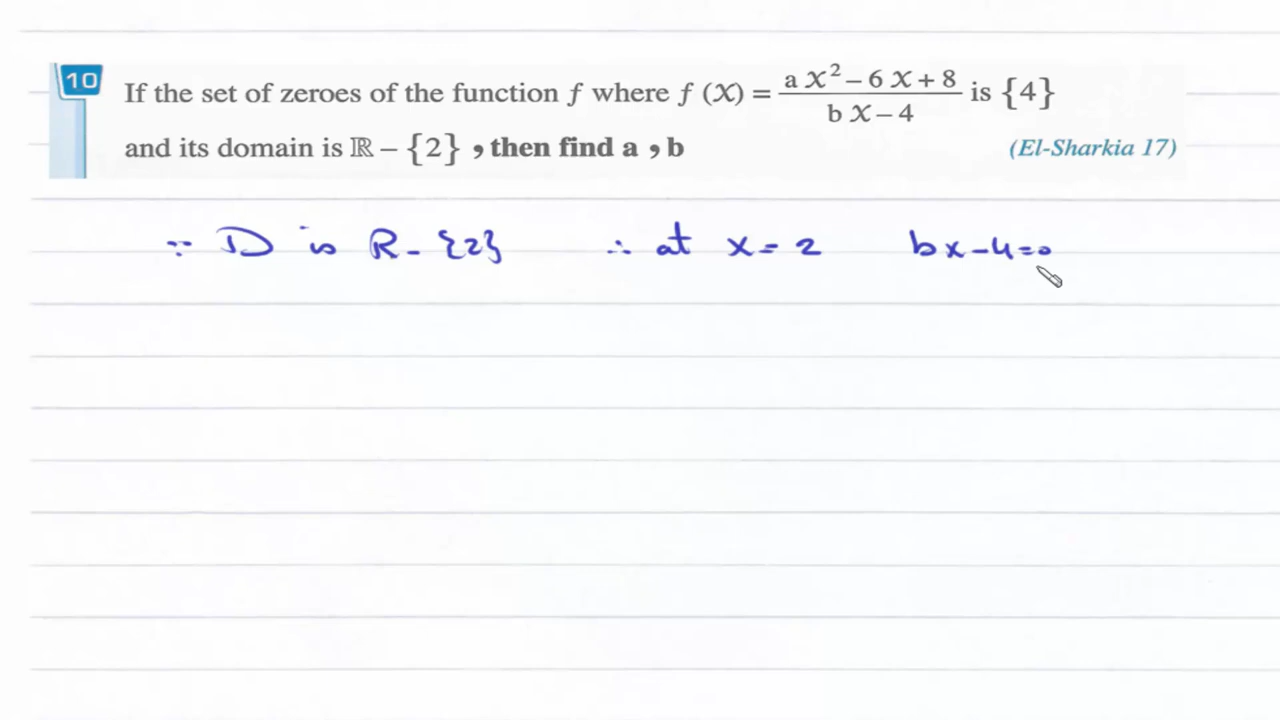 10
If the set of zeroes of the function f where f (X) = \frac{a X² – 6 X + 8}{b X – 4} is {4}
and its domain is ℝ – {2} , then find a , b
(El-Sharkia 17)
∵ D is R - {2} ∴ at x = 2 bx - 4 = 0